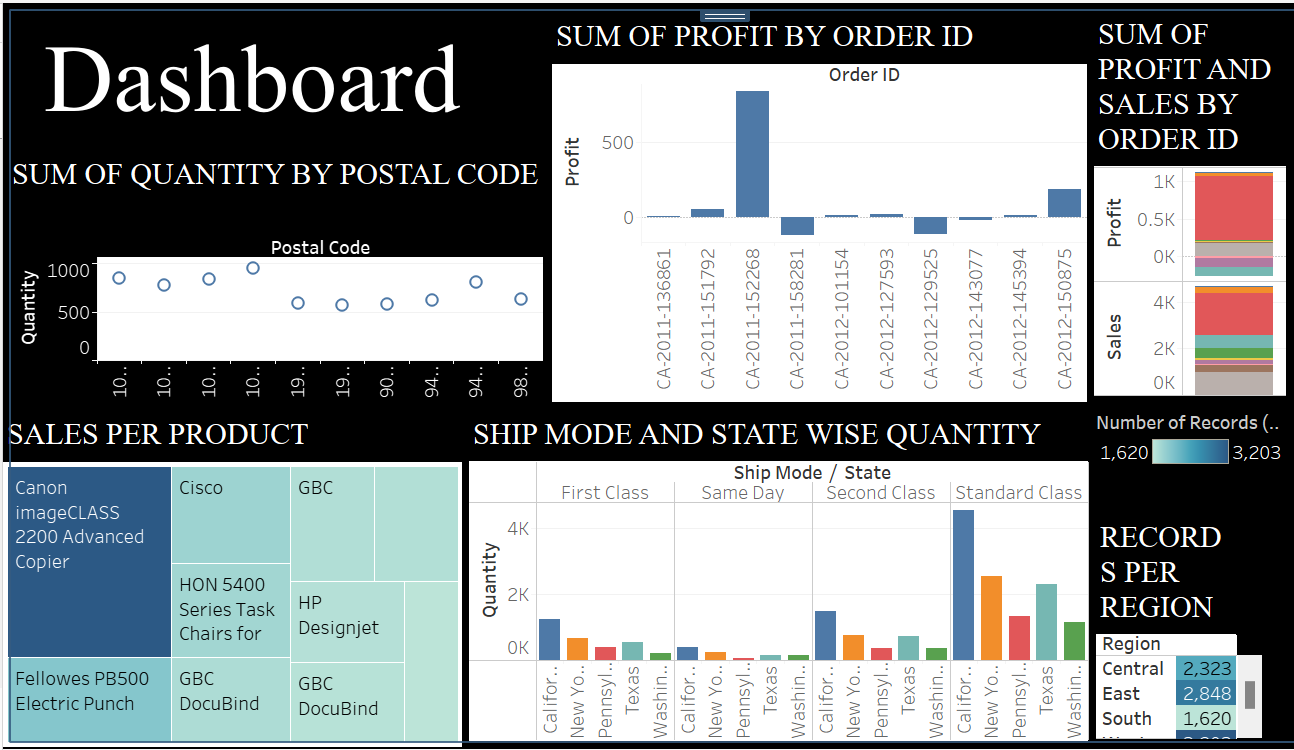 Dashboard
SUM OF QUANTITY BY POSTAL CODE
Postal Code
Quantity
1000
500
0
10..
10..
10..
10..
19..
19..
90..
94..
94..
98..
SUM OF PROFIT BY ORDER ID
Order ID
Profit
500
0
CA-2011-136861
CA-2011-151792
CA-2011-152268
CA-2011-158281
CA-2012-101154
CA-2012-127593
CA-2012-129525
CA-2012-143077
CA-2012-145394
CA-2012-150875
SUM OF
PROFIT AND
SALES BY
ORDER ID
Profit
1K
0.5K
0K
Sales
4K
2K
0K
Number of Records (..
1,620
3,203
SALES PER PRODUCT
Canon
imageCLASS
2200 Advanced
Copier
Fellowes PB500
Electric Punch
Cisco
HON 5400
Series Task
Chairs for
GBC
DocuBind
GBC
HP
Designjet
GBC
DocuBind
SHIP MODE AND STATE WISE QUANTITY
Ship Mode / State
First Class
Same Day
Second Class
Standard Class
Quantity
4K
2K
0K
Califor..
New Yo..
Pennsyl..
Texas
Washin..
Califor..
New Yo..
Pennsyl..
Texas
Washin..
Califor..
New Yo..
Pennsyl..
Texas
Washin..
Califor..
New Yo..
Pennsyl..
Texas
Washin..
RECORD
S PER
REGION
Region
Central 2,323
East 2,848
South 1,620